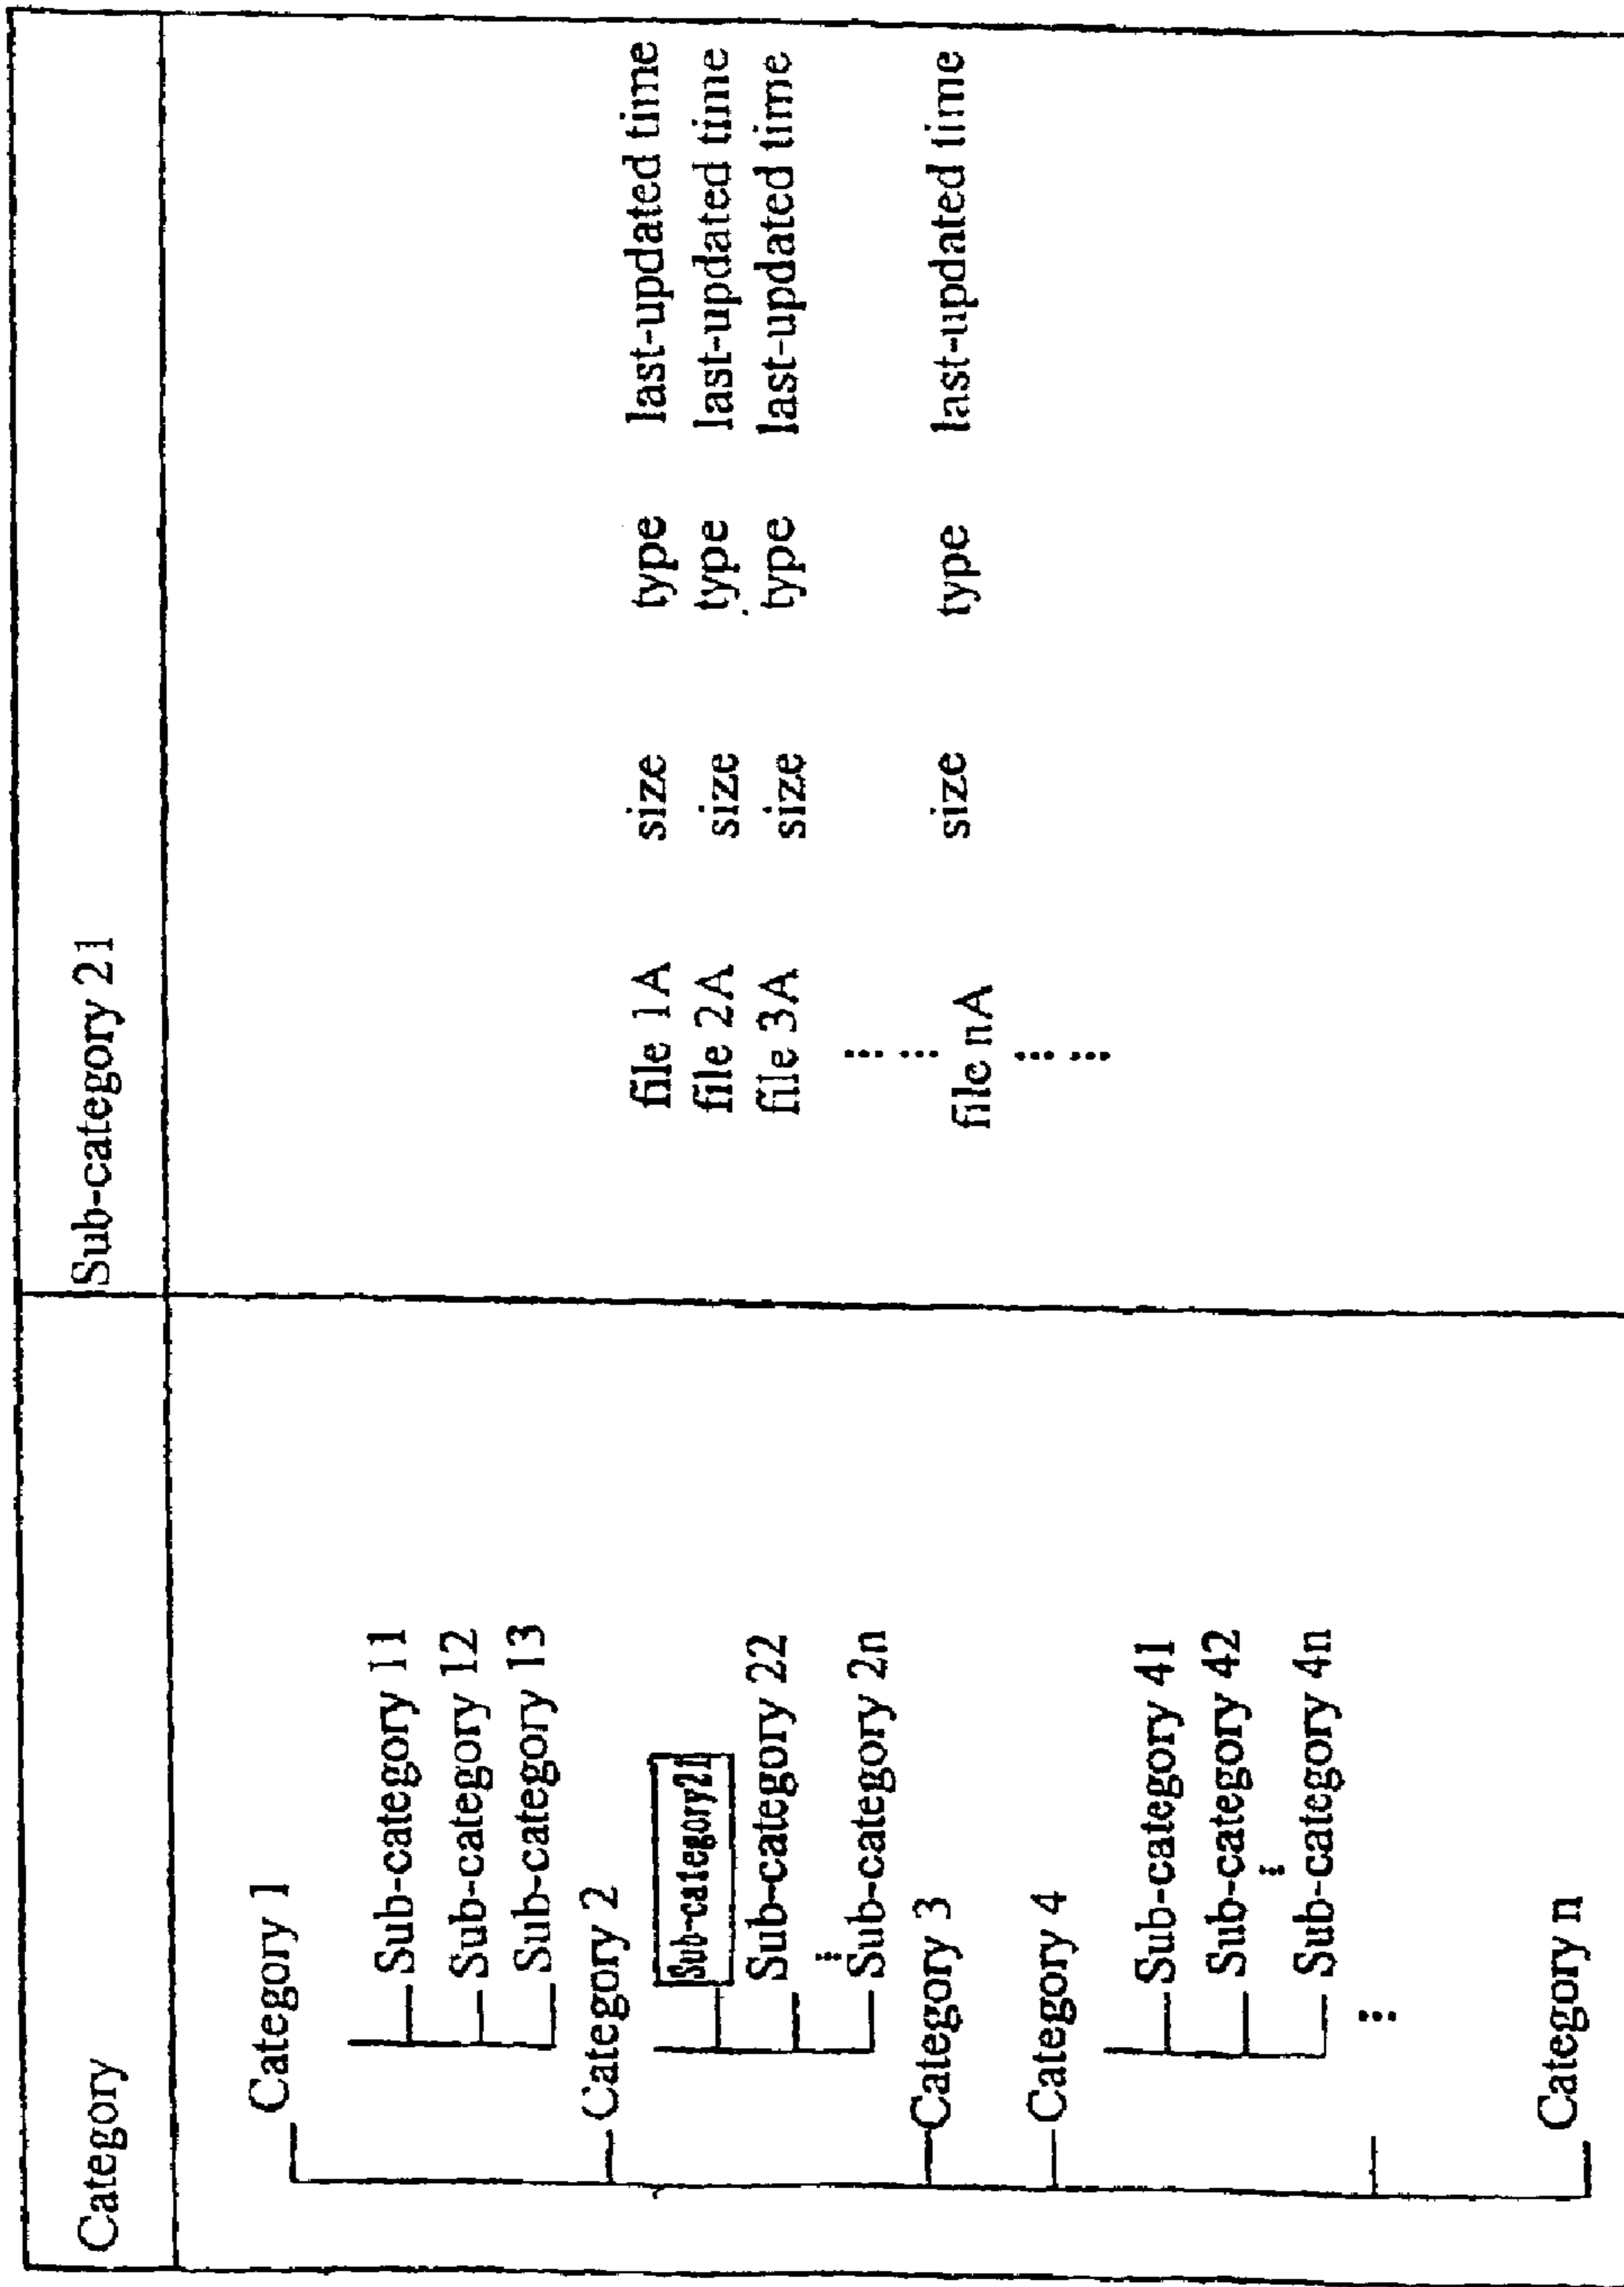 Category
Sub-category 21
Category 1
Sub-category 11
Sub-category 12
Sub-category 13
Category 2
Sub-category21
Sub-category 22
...
Sub-category 2n
Category 3
Category 4
Sub-category 41
Sub-category 42
...
Sub-category 4n
...
Category n
file 1A size type last-updated time
file 2A size type last-updated time
file 3A size type last-updated time
... ...
file nA size type last-updated time
... ...